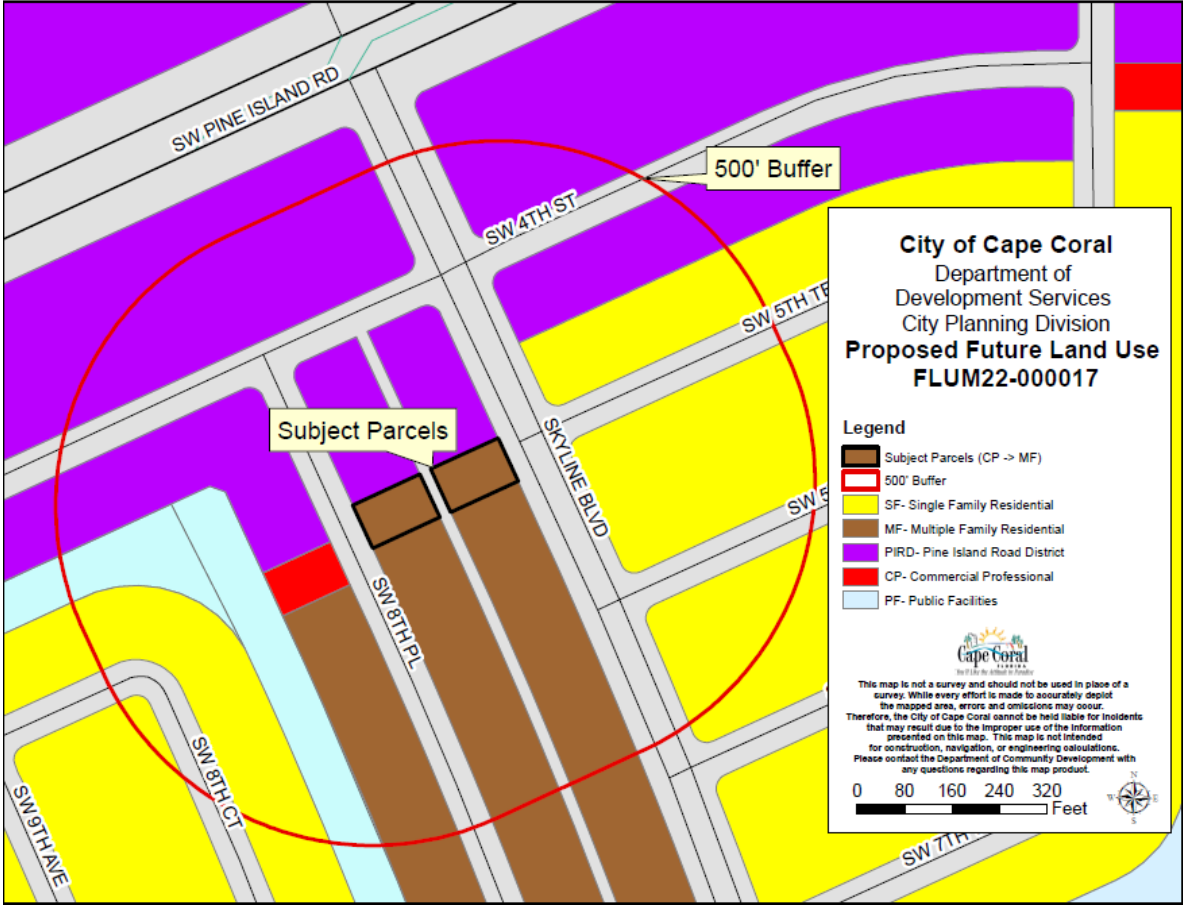 SW PINE ISLAND RD
500' Buffer
SW 4TH ST
SW 5TH TE
Subject Parcels
SKYLINE BLVD
SW 5
SW 8TH PL
SW 8TH CT
SW 9TH AVE
SW 7TH
City of Cape Coral
Department of
Development Services
City Planning Division
Proposed Future Land Use
FLUM22-000017
Legend
Subject Parcels (CP -> MF)
500' Buffer
SF- Single Family Residential
MF- Multiple Family Residential
PIRD- Pine Island Road District
CP- Commercial Professional
PF- Public Facilities
Cape Coral
FLORIDA
This map is not a survey and should not be used in place of a
survey. While every effort is made to accurately depict
the mapped area, errors and omissions may occur.
Therefore, the City of Cape Coral cannot be held liable for incidents
that may result due to the improper use of the information
presented on this map. This map is not intended
for construction, navigation, or engineering calculations.
Please contact the Department of Community Development with
any questions regarding this map product.
0 80 160 240 320
Feet
N
W E
S